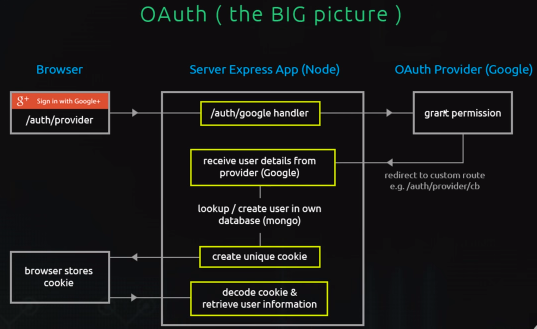 OAuth ( the BIG picture )
Browser
Server Express App (Node)
OAuth Provider (Google)
g+ Sign in with Google+
/auth/provider
/auth/google handler
grant permission
receive user details from
provider (Google)
redirect to custom route
e.g. /auth/provider/cb
lookup / create user in own
database (mongo)
create unique cookie
browser stores
cookie
decode cookie &
retrieve user information